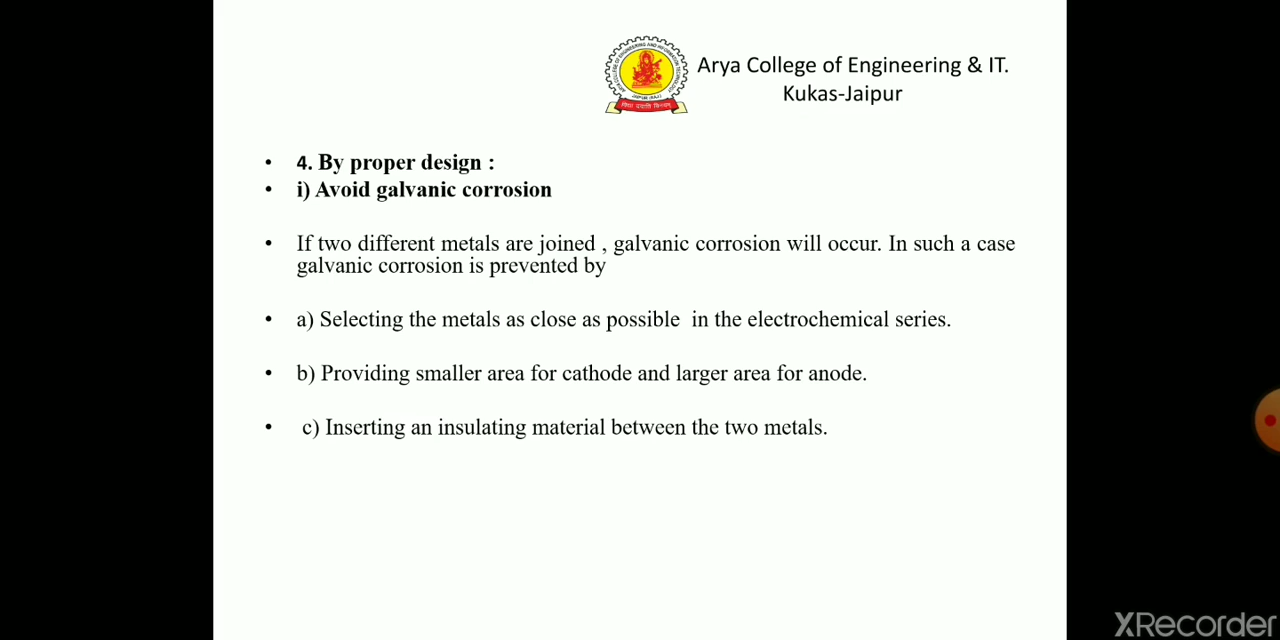 Arya College of Engineering & IT.
Kukas-Jaipur
• 4. By proper design :
• i) Avoid galvanic corrosion
• If two different metals are joined , galvanic corrosion will occur. In such a case
galvanic corrosion is prevented by
• a) Selecting the metals as close as possible in the electrochemical series.
• b) Providing smaller area for cathode and larger area for anode.
• c) Inserting an insulating material between the two metals.
XRecorder